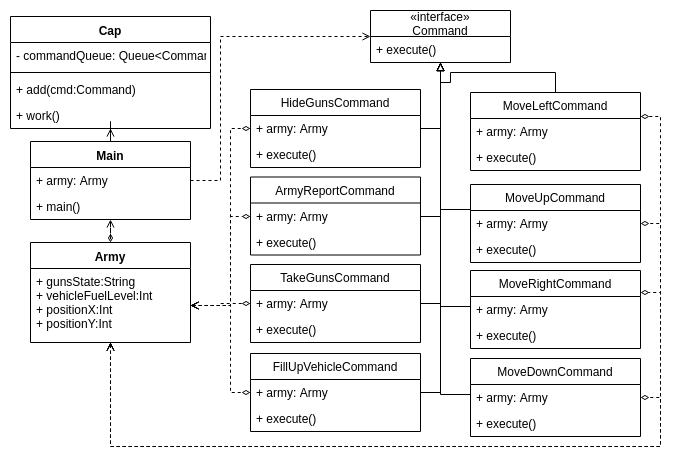 Cap
- commandQueue: Queue<Comman
+ add(cmd:Command)
+ work()
«interface»
Command
+ execute()
Main
+ army: Army
+ main()
Army
+ gunsState:String
+ vehicleFuelLevel:Int
+ positionX:Int
+ positionY:Int
HideGunsCommand
+ army: Army
+ execute()
ArmyReportCommand
+ army: Army
+ execute()
TakeGunsCommand
+ army: Army
+ execute()
FillUpVehicleCommand
+ army: Army
+ execute()
MoveLeftCommand
+ army: Army
+ execute()
MoveUpCommand
+ army: Army
+ execute()
MoveRightCommand
+ army: Army
+ execute()
MoveDownCommand
+ army: Army
+ execute()